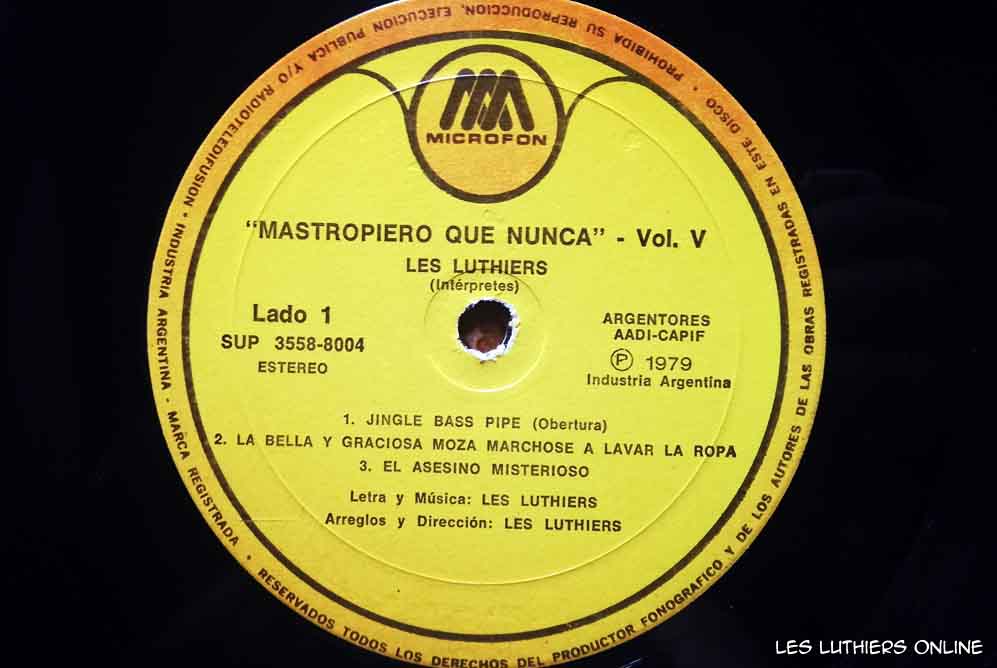 MICROFON
"MASTROPIERO QUE NUNCA" - Vol. V
LES LUTHIERS
(Intérpretes)
Lado 1
SUP 3558-8004
ESTEREO
ARGENTORES
AADI-CAPIF
Ⓟ 1979
Industria Argentina
1. JINGLE BASS PIPE (Obertura)
2. LA BELLA Y GRACIOSA MOZA MARCHOSE A LAVAR LA ROPA
3. EL ASESINO MISTERIOSO
Letra y Música: LES LUTHIERS
Arreglos y Dirección: LES LUTHIERS
INDUSTRIA ARGENTINA - MARCA REGISTRADA • RESERVADOS TODOS LOS DERECHOS DEL PRODUCTOR FONOGRAFICO Y DE LOS AUTORES DE LAS OBRAS REGISTRADAS EN ESTE DISCO • PROHIBIDA SU REPRODUCCION, EJECUCION PUBLICA Y/O RADIOTELEDIFUSION •
LES LUTHIERS ONLINE